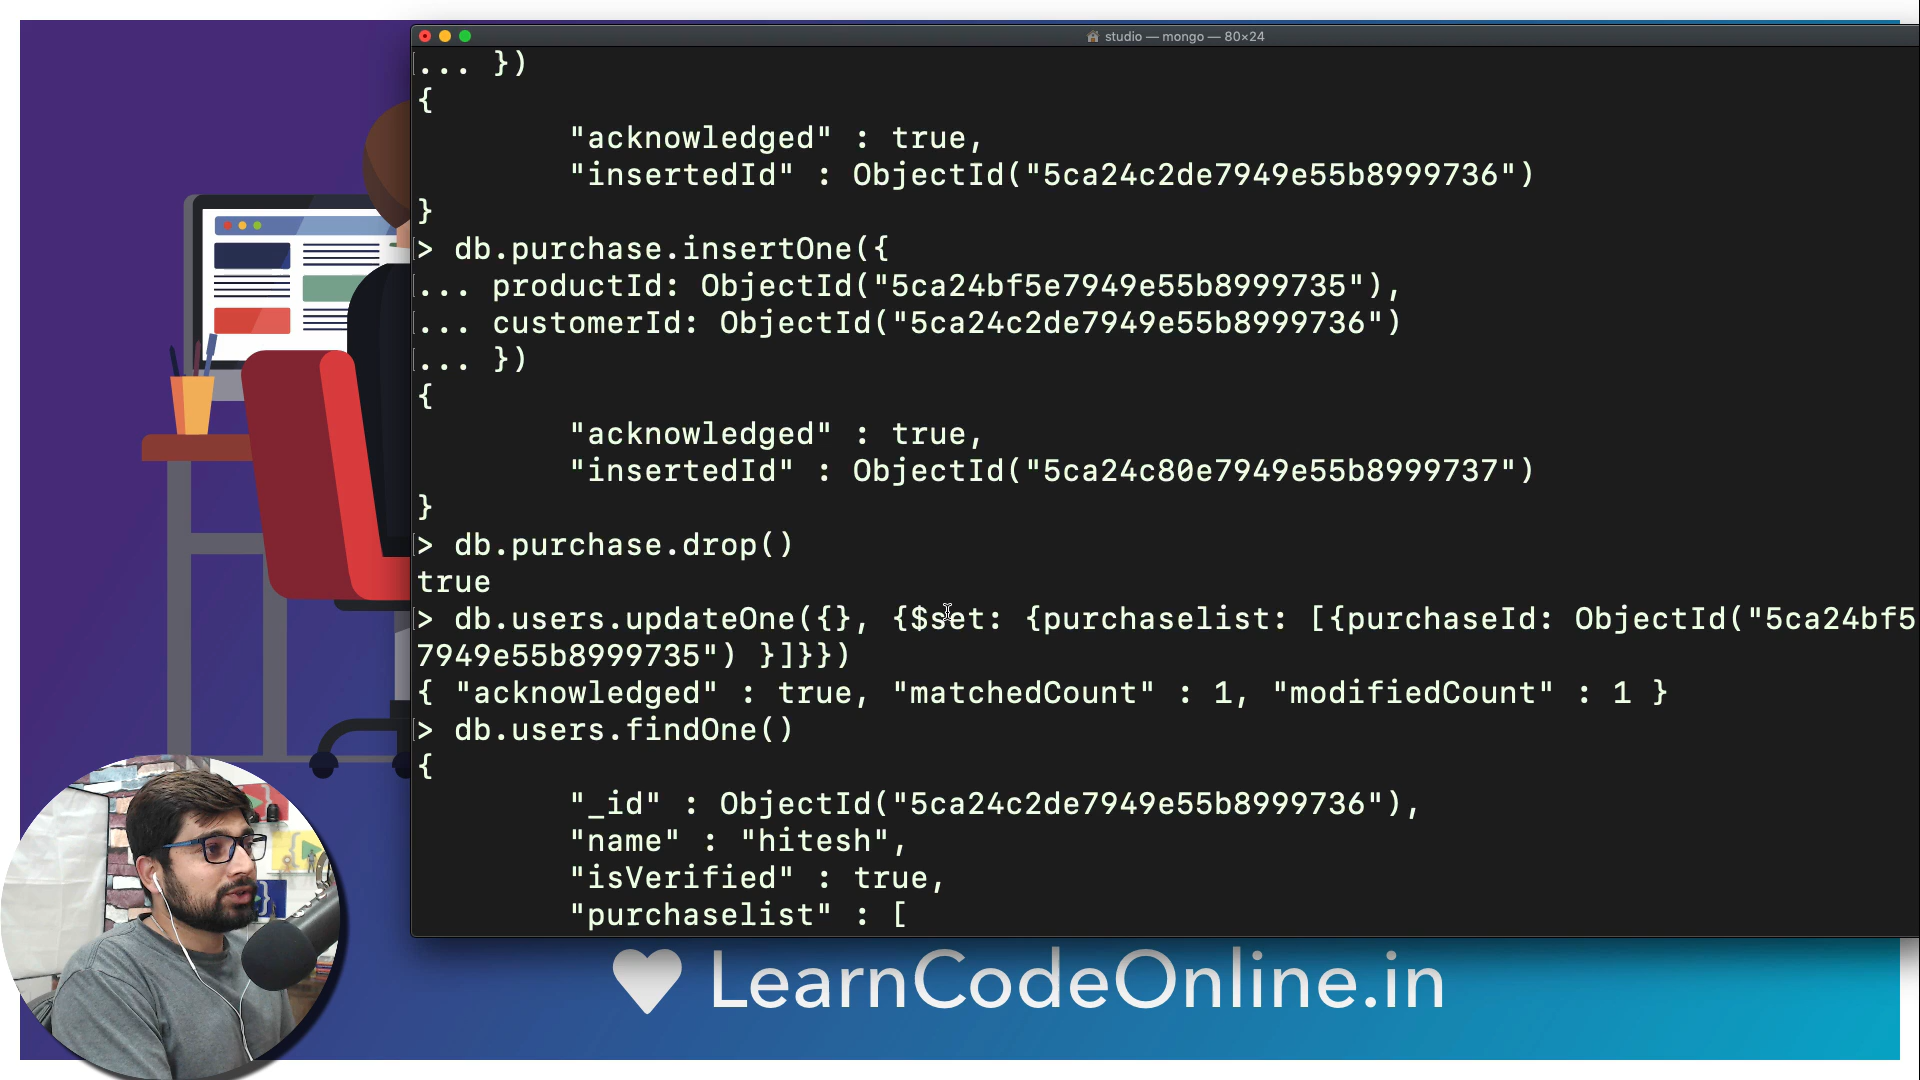 studio — mongo — 80×24
... })
{
"acknowledged" : true,
"insertedId" : ObjectId("5ca24c2de7949e55b8999736")
}
> db.purchase.insertOne({
... productId: ObjectId("5ca24bf5e7949e55b8999735"),
... customerId: ObjectId("5ca24c2de7949e55b8999736")
... })
{
"acknowledged" : true,
"insertedId" : ObjectId("5ca24c80e7949e55b8999737")
}
> db.purchase.drop()
true
> db.users.updateOne({}, {$set: {purchaselist: [{purchaseId: ObjectId("5ca24bf5
7949e55b8999735") }]}})
{ "acknowledged" : true, "matchedCount" : 1, "modifiedCount" : 1 }
> db.users.findOne()
{
"_id" : ObjectId("5ca24c2de7949e55b8999736"),
"name" : "hitesh",
"isVerified" : true,
"purchaselist" : [
LearnCodeOnline.in